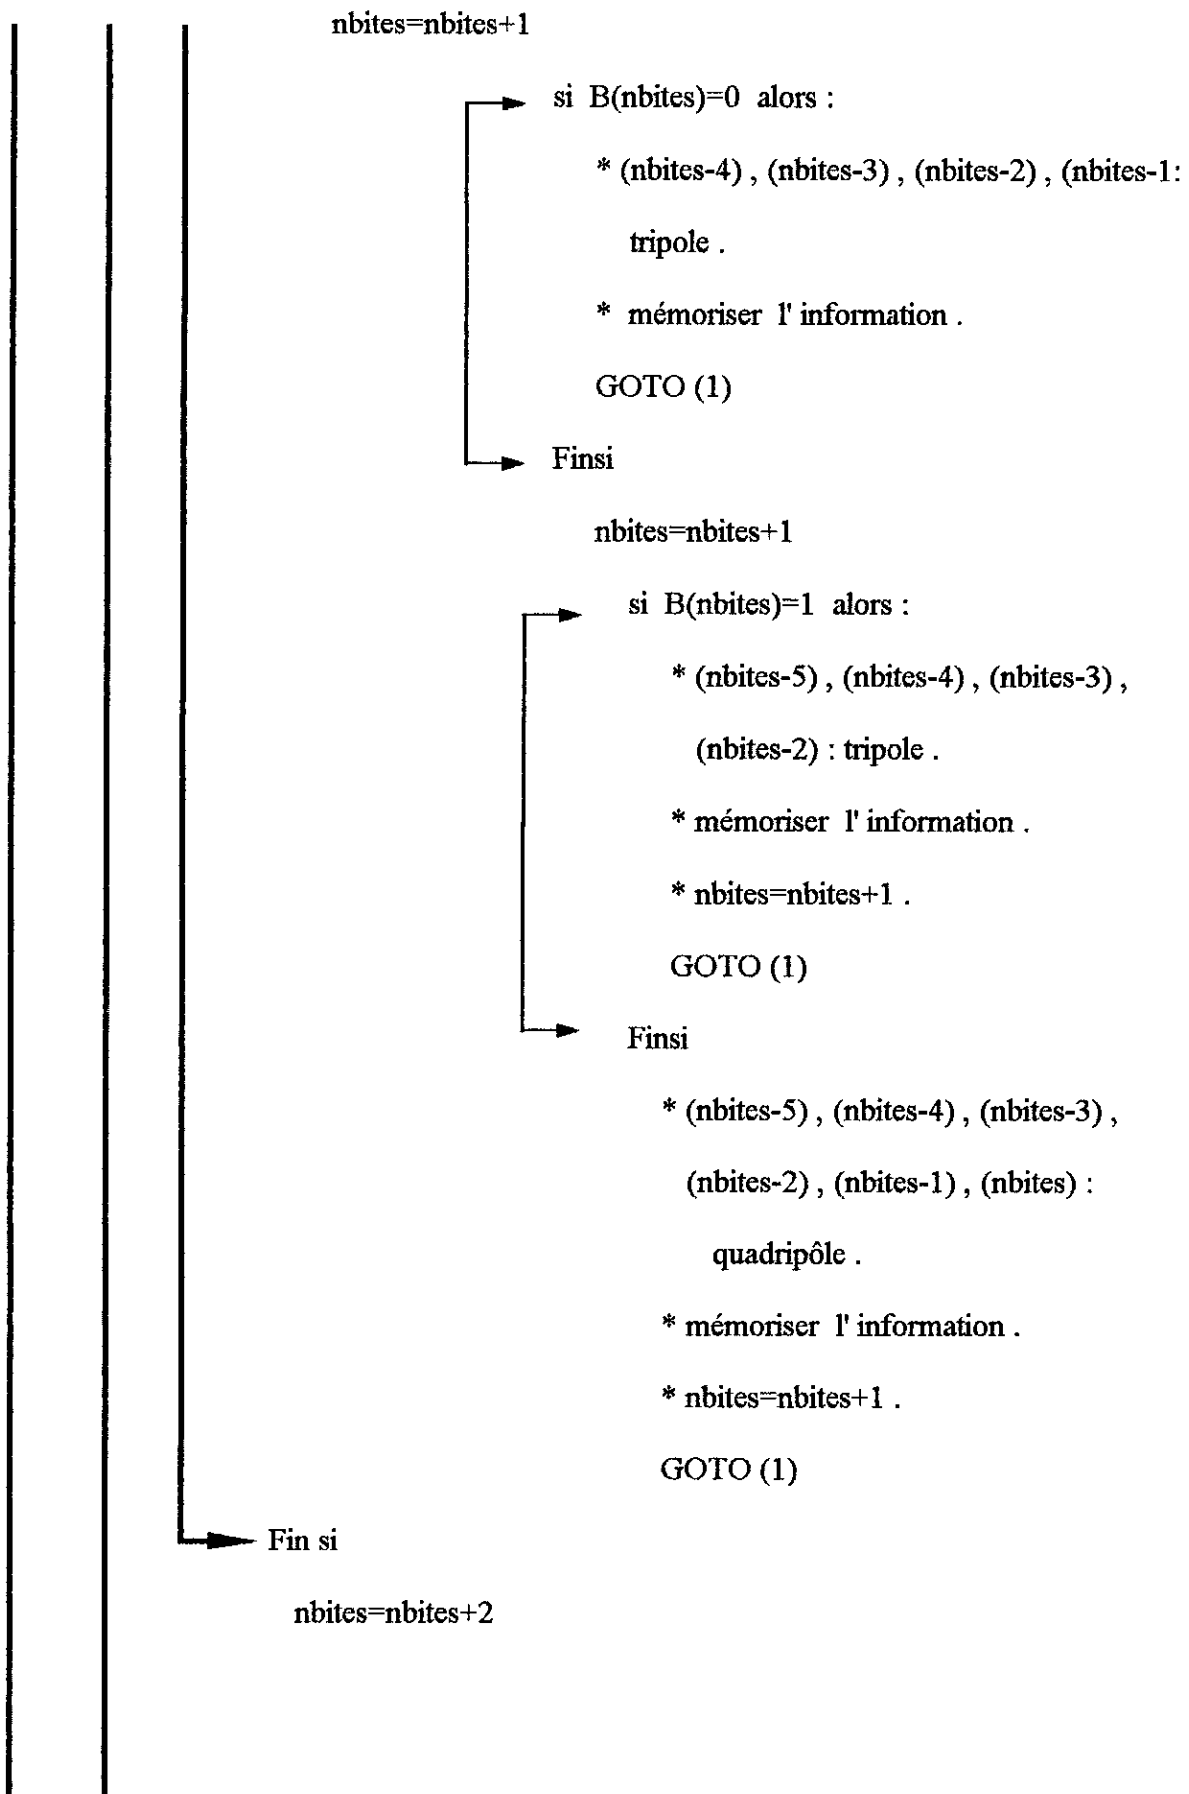 nbites=nbites+1
si B(nbites)=0 alors :
* (nbites-4) , (nbites-3) , (nbites-2) , (nbites-1:
tripole .
* mémoriser l' information .
GOTO (1)
Finsi
nbites=nbites+1
si B(nbites)=1 alors :
* (nbites-5) , (nbites-4) , (nbites-3) ,
(nbites-2) : tripole .
* mémoriser l' information .
* nbites=nbites+1 .
GOTO (1)
Finsi
* (nbites-5) , (nbites-4) , (nbites-3) ,
(nbites-2) , (nbites-1) , (nbites) :
quadripôle .
* mémoriser l' information .
* nbites=nbites+1 .
GOTO (1)
Fin si
nbites=nbites+2